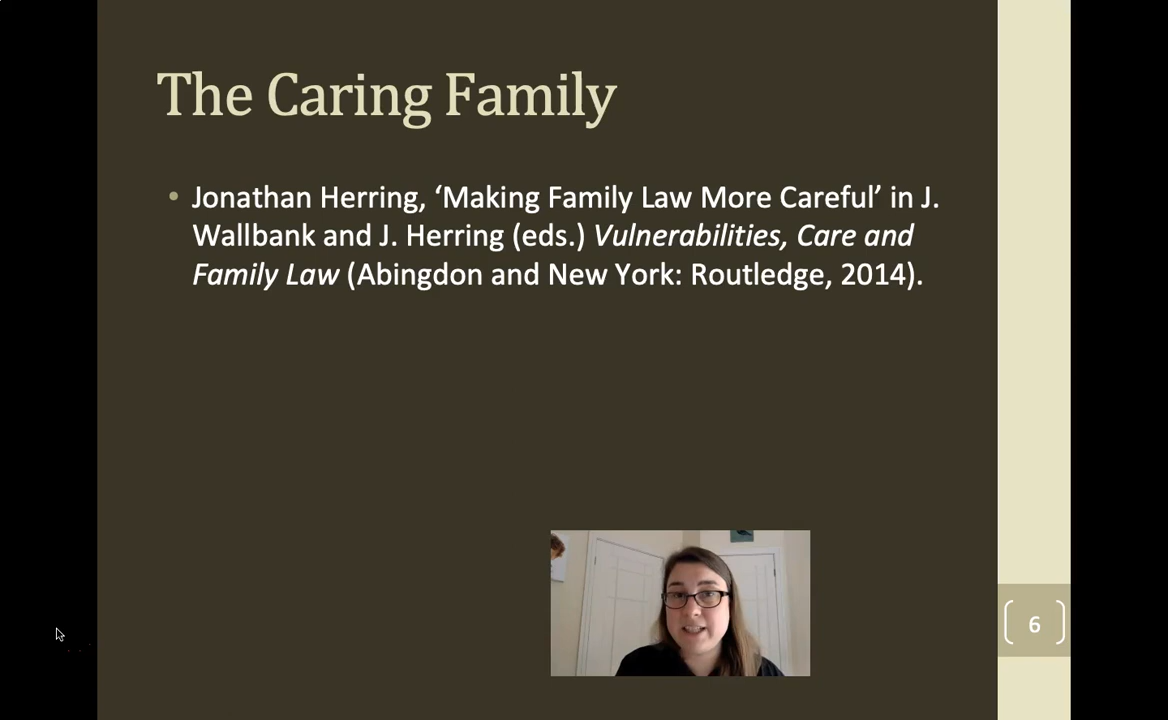 The Caring Family
• Jonathan Herring, ‘Making Family Law More Careful’ in J.
Wallbank and J. Herring (eds.) Vulnerabilities, Care and
Family Law (Abingdon and New York: Routledge, 2014).
6